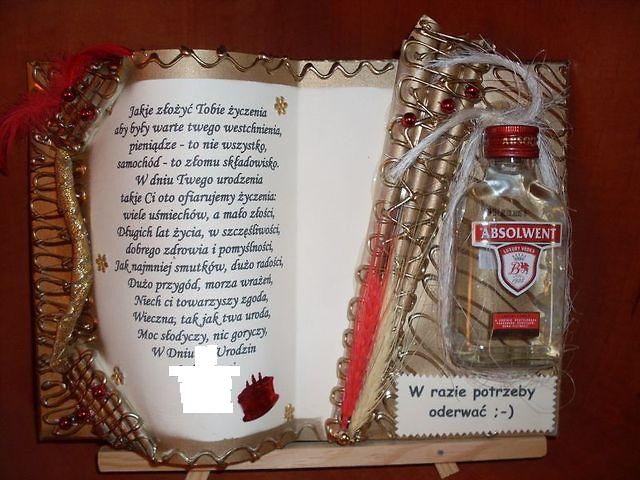 Jakie złożyć Tobie życzenia
aby były warte twego westchnienia,
pieniądze - to nie wszystko,
samochód - to złomu składowisko.
W dniu Twego urodzenia
takie Ci oto ofiarujemy życzenia:
wiele uśmiechów, a mało złości,
Długich lat życia, w szczęśliwości,
dobrego zdrowia i pomyślności,
Jak najmniej smutków, dużo radości,
Dużo przygód, morza wrażeń,
Niech ci towarzyszy zgoda,
Wieczna, tak jak twa uroda,
Moc słodyczy, nic goryczy,
W Dniu Urodzin
ABSOLWENT
LUXURY VODKA
B
W razie potrzeby
oderwać ;-)